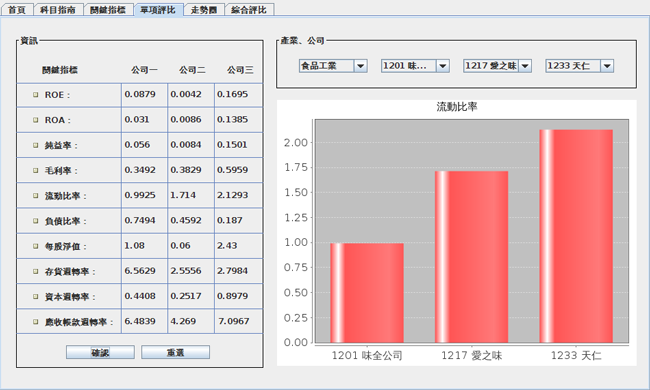 首頁 科目指南 關鍵指標 單項評比 走勢圖 綜合評比
資訊
關鍵指標 公司一 公司二 公司三
ROE： 0.0879 0.0042 0.1695
ROA： 0.031 0.0086 0.1385
純益率： 0.056 0.0084 0.1501
毛利率： 0.3492 0.3829 0.5959
流動比率： 0.9925 1.714 2.1293
負債比率： 0.7494 0.4592 0.187
每股淨值： 1.08 0.06 2.43
存貨週轉率： 6.5629 2.5556 2.7984
資本週轉率： 0.4408 0.2517 0.8979
應收帳款週轉率： 6.4839 4.269 7.0967
確認 重選
產業、公司
食品工業 1201 味... 1217 愛之味 1233 天仁
流動比率
2.00
1.75
1.50
1.25
1.00
0.75
0.50
0.25
0.00
1201 味全公司 1217 愛之味 1233 天仁